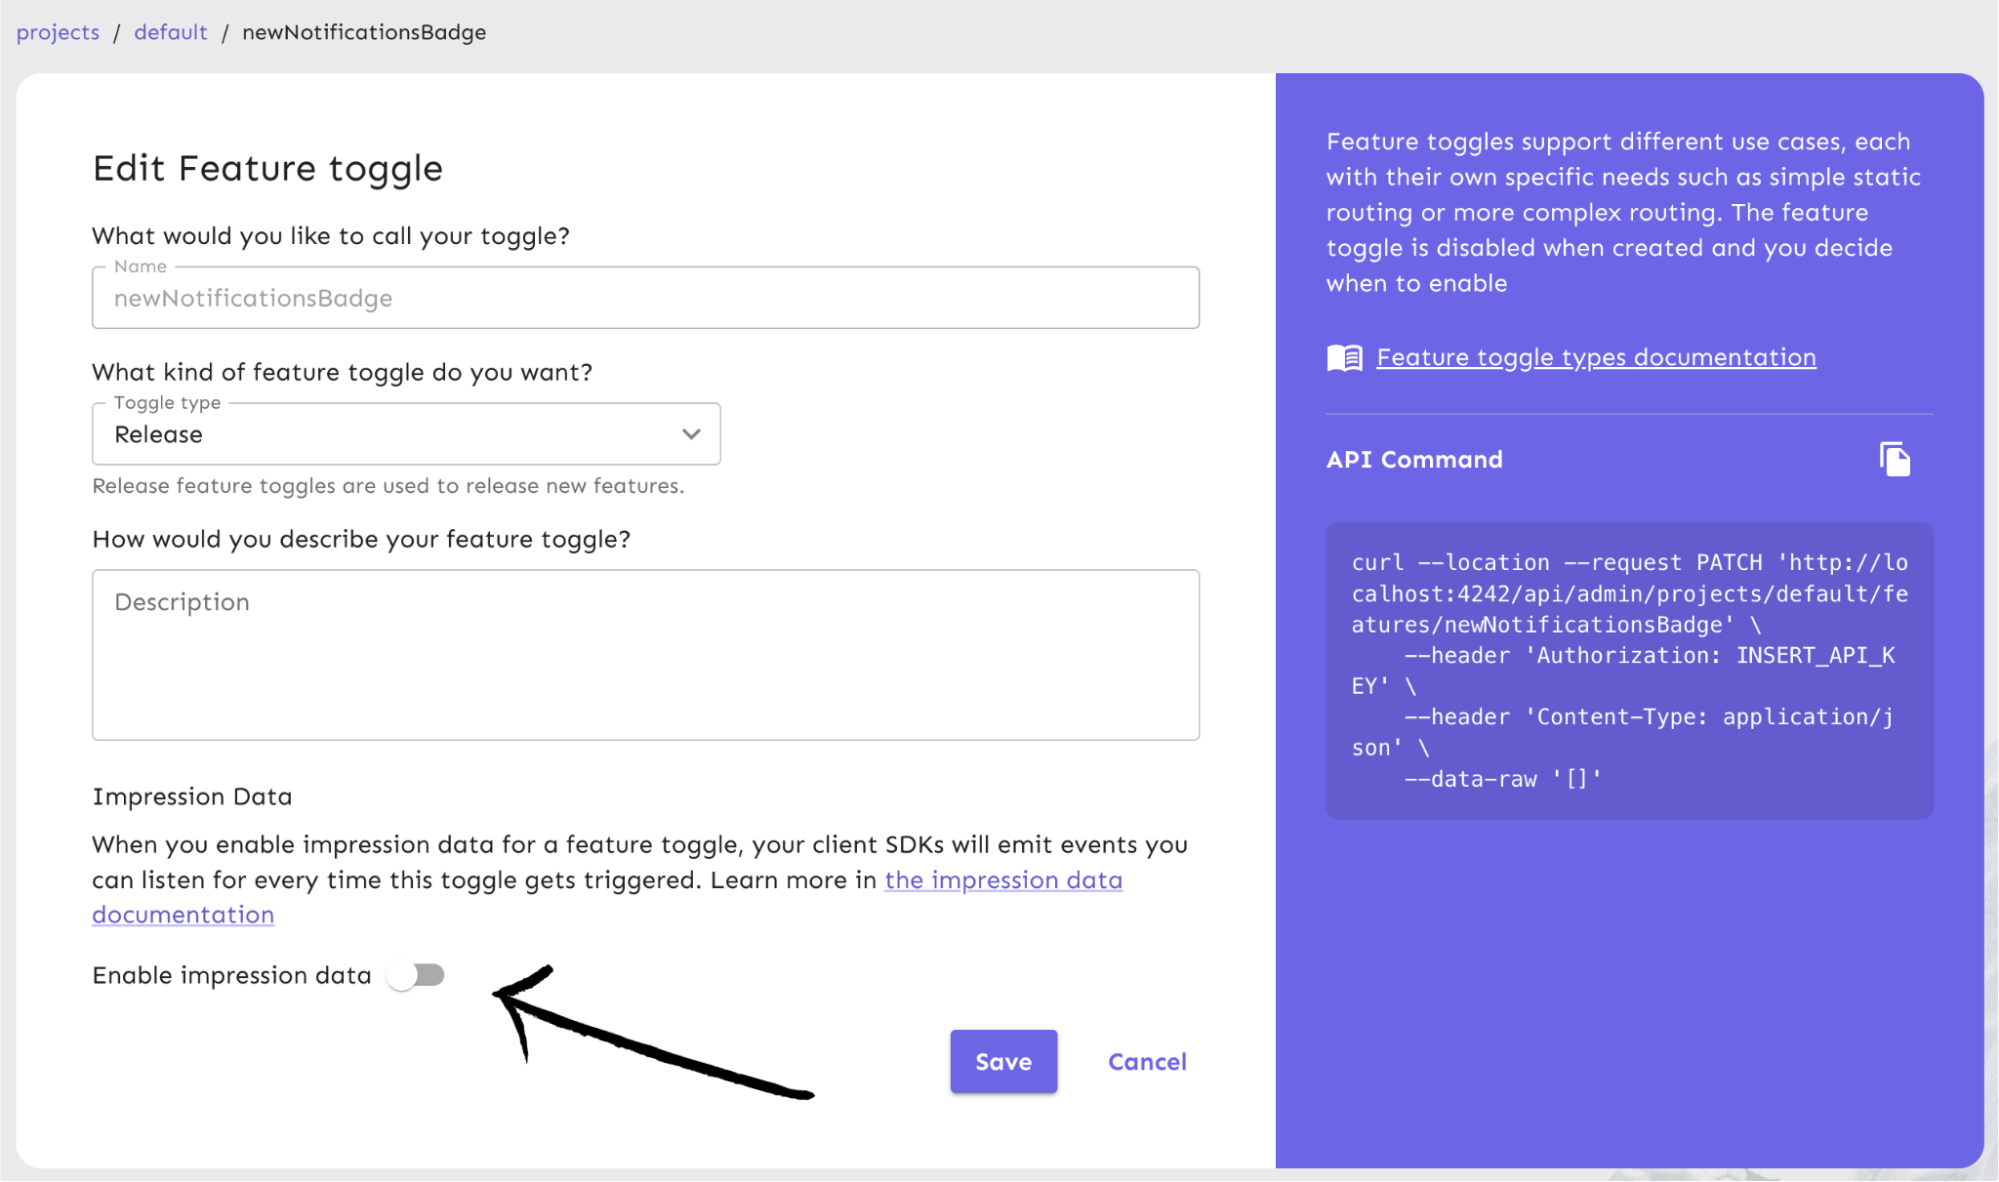 projects / default / newNotificationsBadge
Edit Feature toggle
What would you like to call your toggle?
Name
newNotificationsBadge
What kind of feature toggle do you want?
Toggle type
Release
Release feature toggles are used to release new features.
How would you describe your feature toggle?
Description
Impression Data
When you enable impression data for a feature toggle, your client SDKs will emit events you
can listen for every time this toggle gets triggered. Learn more in the impression data
documentation
Enable impression data
Save Cancel
Feature toggles support different use cases, each
with their own specific needs such as simple static
routing or more complex routing. The feature
toggle is disabled when created and you decide
when to enable
Feature toggle types documentation
API Command
curl --location --request PATCH 'http://lo
calhost:4242/api/admin/projects/default/fe
atures/newNotificationsBadge' \
--header 'Authorization: INSERT_API_K
EY' \
--header 'Content-Type: application/j
son' \
--data-raw '[]'